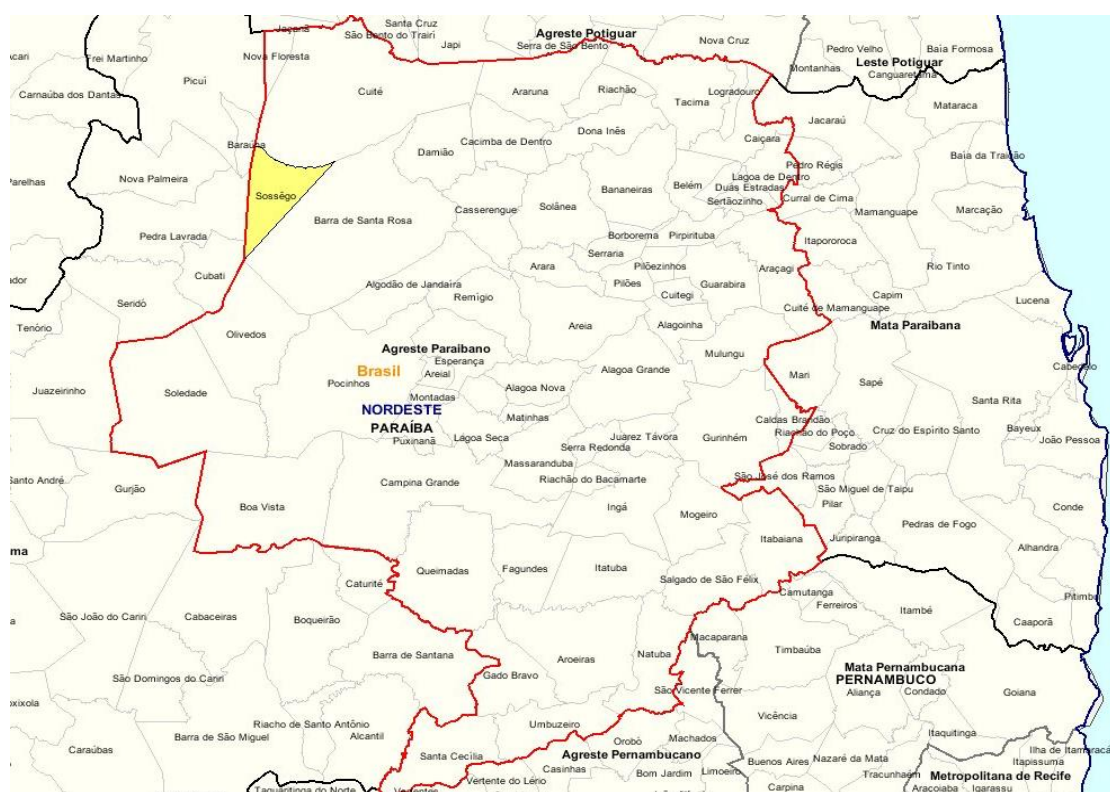 Santa Cruz
Jaçanã
São Bento do Trairí
Agreste Potiguar
Japi
Serra de São Bento
Nova Cruz
Pedro Velho
Baía Formosa
Leste Potiguar
Montanhas
Canguaretama
Frei Martinho
Nova Floresta
Picuí
Carnaúba dos Dantas
Cuité
Araruna
Riachão
Logradouro
Tacima
Mataraca
Jacaraú
Dona Inês
Caiçara
Baraúna
Cacimba de Dentro
Damião
Baía da Traição
Pedro Régis
Parelhas
Nova Palmeira
Lagoa de Dentro
Bananeiras
Belém
Duas Estradas
Sossêgo
Sertãozinho
Curral de Cima
Casserengue
Solânea
Mamanguape
Marcação
Barra de Santa Rosa
Pedra Lavrada
Borborema
Pirpirituba
Itapororoca
Serraria
Arara
Pilõezinhos
Araçagi
Rio Tinto
Cubati
Algodão de Jandaíra
Pilões
Guarabira
Remígio
Cuitegi
Capim
Lucena
Seridó
Cuité de Mamanguape
Tenório
Olivedos
Areia
Alagoinha
Mata Paraibana
Agreste Paraibano
Mulungu
Esperança
Brasil
Areial
Alagoa Grande
Mari
Cabedelo
Pocinhos
Sapé
Juazeirinho
Soledade
Alagoa Nova
Montadas
Santa Rita
NORDESTE
Matinhas
Caldas Brandão
PARAÍBA
Riachão do Poço
Cruz do Espírito Santo
Bayeux
Puxinanã
Lagoa Seca
Juarez Távora
Gurinhém
João Pessoa
Serra Redonda
Sobrado
Massaranduba
São José dos Ramos
Santo André
Campina Grande
Riachão do Bacamarte
São Miguel de Taipu
Gurjão
Boa Vista
Ingá
Pilar
Conde
Mogeiro
Pedras de Fogo
Itabaiana
Juripiranga
Alhandra
ma
Queimadas
Fagundes
Itatuba
Caturité
Salgado de São Félix
Camutanga
Pitimbu
Ferreiros
Itambé
São João do Cariri
Cabaceiras
Boqueirão
Caaporã
Macaparana
Barra de Santana
Aroeiras
Natuba
Timbaúba
Mata Pernambucana
São Domingos do Cariri
Gado Bravo
PERNAMBUCO
São Vicente Ferrer
Aliança
Condado
Goiana
Riacho de Santo Antônio
Vicência
Umbuzeiro
Barra de São Miguel
Alcantil
Orobó
Machados
Itaquitinga
Caraúbas
Santa Cecília
Agreste Pernambucano
Ilha de Itamaracá
Buenos Aires
Nazaré da Mata
Itapissuma
Casinhas
Bom Jardim
Limoeiro
Tracunhaém
Metropolitana de Recife
Vertente do Lério
Taquaritinga do Norte
Vertentes
Carpina
Araçoiaba
Igarassu